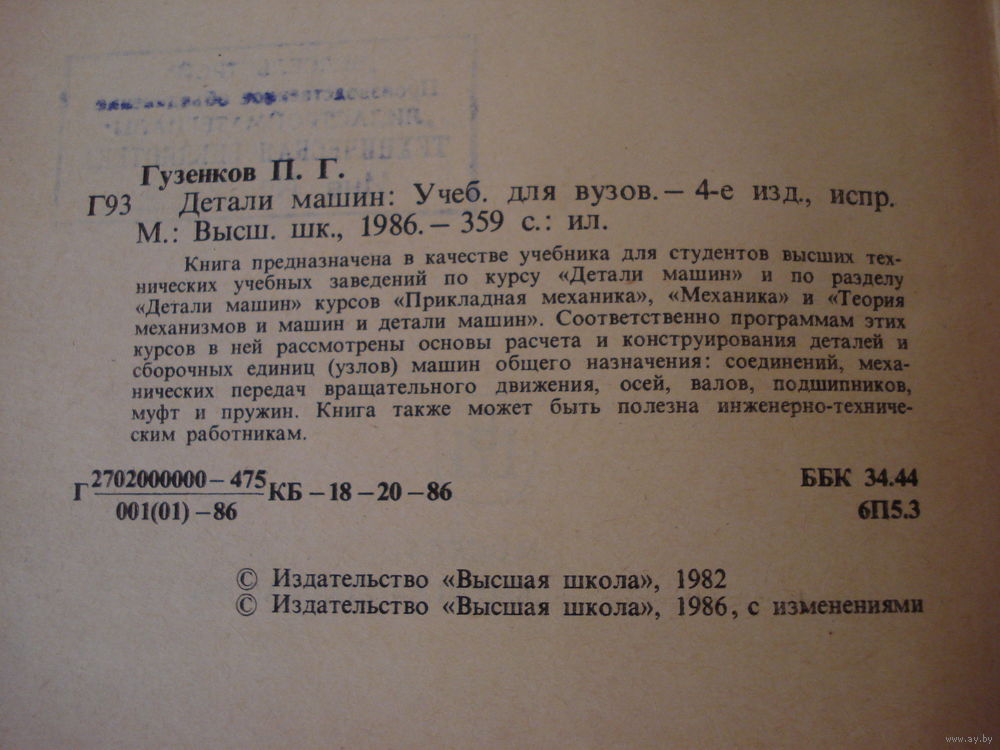 Гузенков П. Г.
Г93 Детали машин: Учеб. для вузов. — 4-е изд., испр.
М.: Высш. шк., 1986. — 359 с.: ил.
Книга предназначена в качестве учебника для студентов высших тех-
нических учебных заведений по курсу «Детали машин» и по разделу
«Детали машин» курсов «Прикладная механика», «Механика» и «Теория
механизмов и машин и детали машин». Соответственно программам этих
курсов в ней рассмотрены основы расчета и конструирования деталей и
сборочных единиц (узлов) машин общего назначения: соединений, меха-
нических передач вращательного движения, осей, валов, подшипников,
муфт и пружин. Книга также может быть полезна инженерно-техниче-
ским работникам.
Г 2702000000 — 475
001(01) — 86
КБ — 18 — 20 — 86
ББК 34.44
6П5.3
© Издательство «Высшая школа», 1982
© Издательство «Высшая школа», 1986, с изменениями
www.ay.by